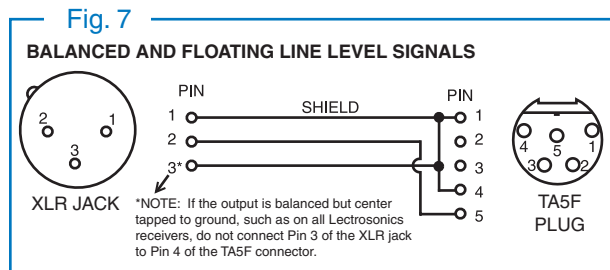 Fig. 7
BALANCED AND FLOATING LINE LEVEL SIGNALS
2
1
3
XLR JACK
PIN
1
2
3*
SHIELD
*NOTE: If the output is balanced but center
tapped to ground, such as on all Lectrosonics
receivers, do not connect Pin 3 of the XLR jack
to Pin 4 of the TA5F connector.
PIN
1
2
3
4
5
4
5
1
3
2
TA5F
PLUG